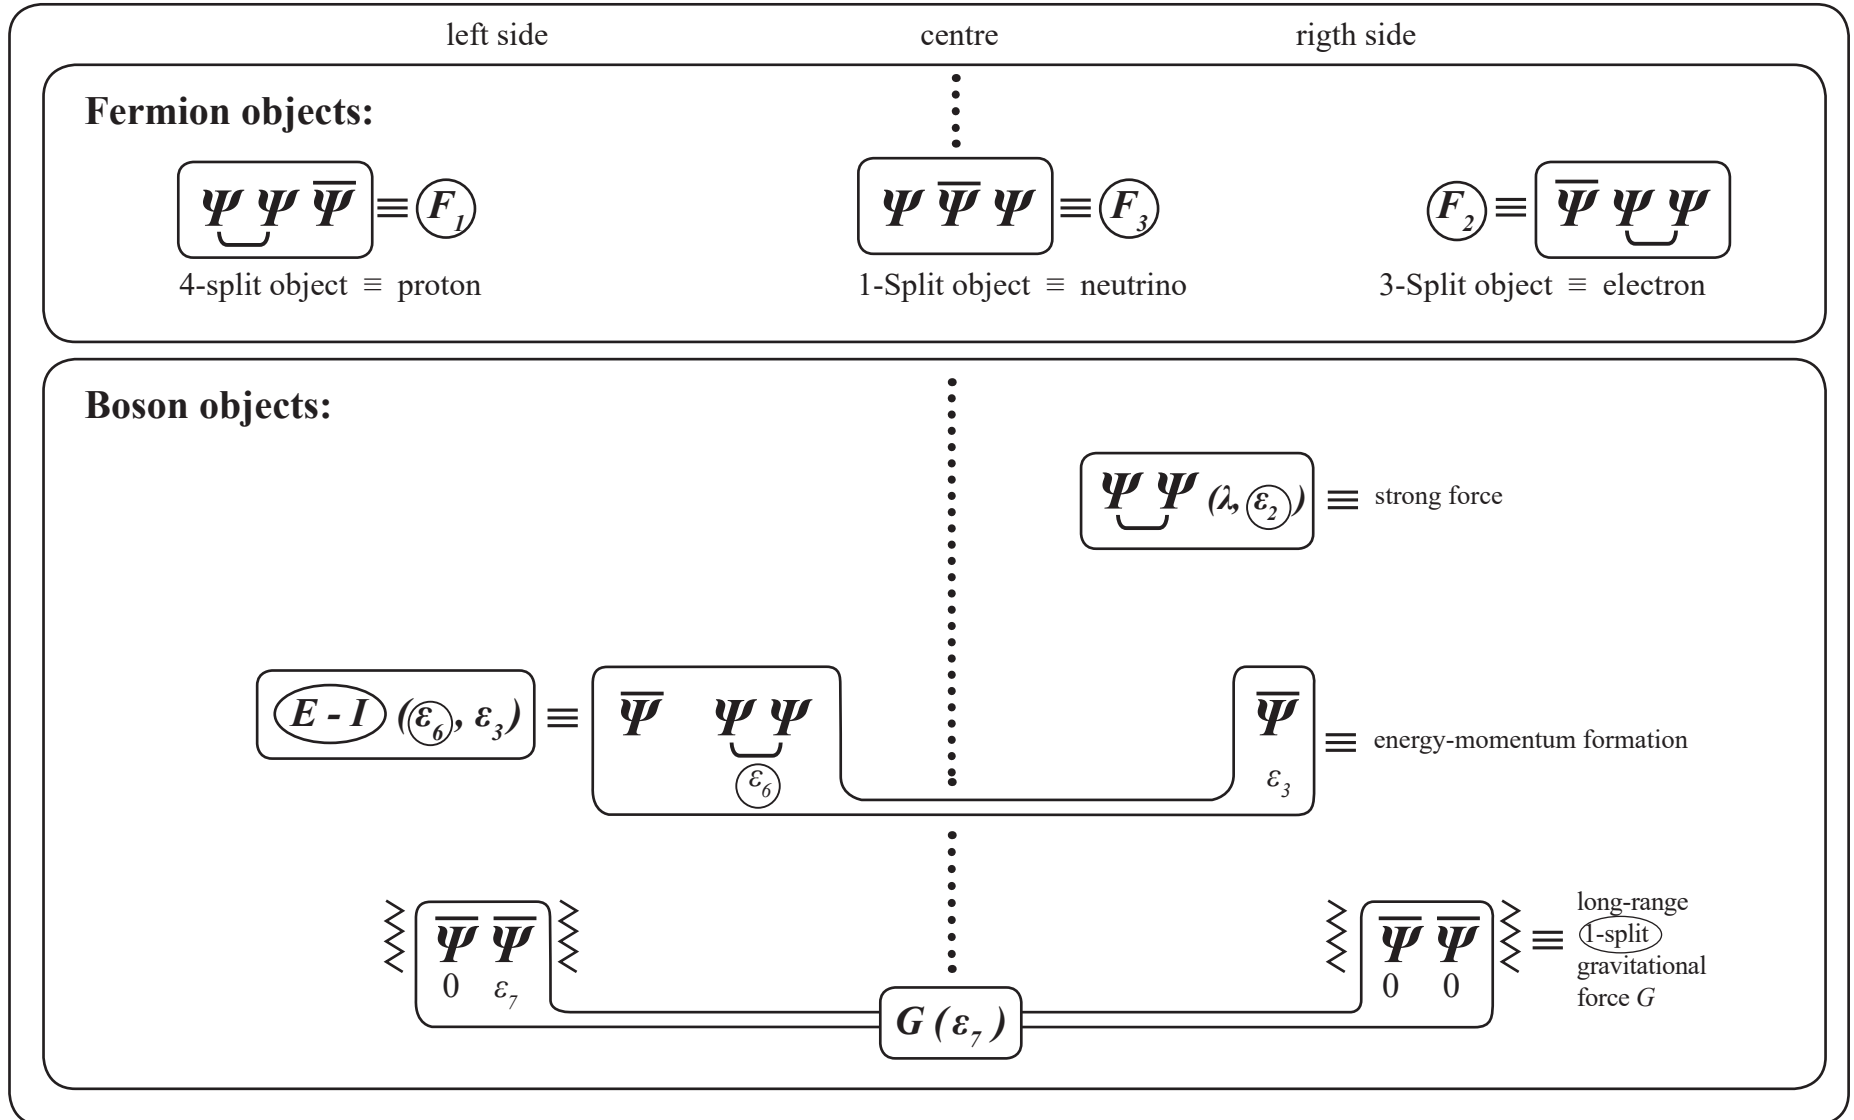 left side centre rigth side
Fermion objects:
Ψ Ψ Ψ̅ ≡ F₁
4-split object ≡ proton
Ψ Ψ̅ Ψ ≡ F₃
1-Split object ≡ neutrino
F₂ ≡ Ψ̅ Ψ Ψ
3-Split object ≡ electron
Boson objects:
Ψ Ψ (λ, ε₂) ≡ strong force
E - I (ε₆, ε₃) ≡ Ψ̅ Ψ Ψ Ψ̅ ≡ energy-momentum formation
ε₆ ε₃
Ψ̅ Ψ̅ Ψ̅ Ψ̅ ≡
0 ε₇ 0 0
long-range
1-split
gravitational
force G
G (ε₇)